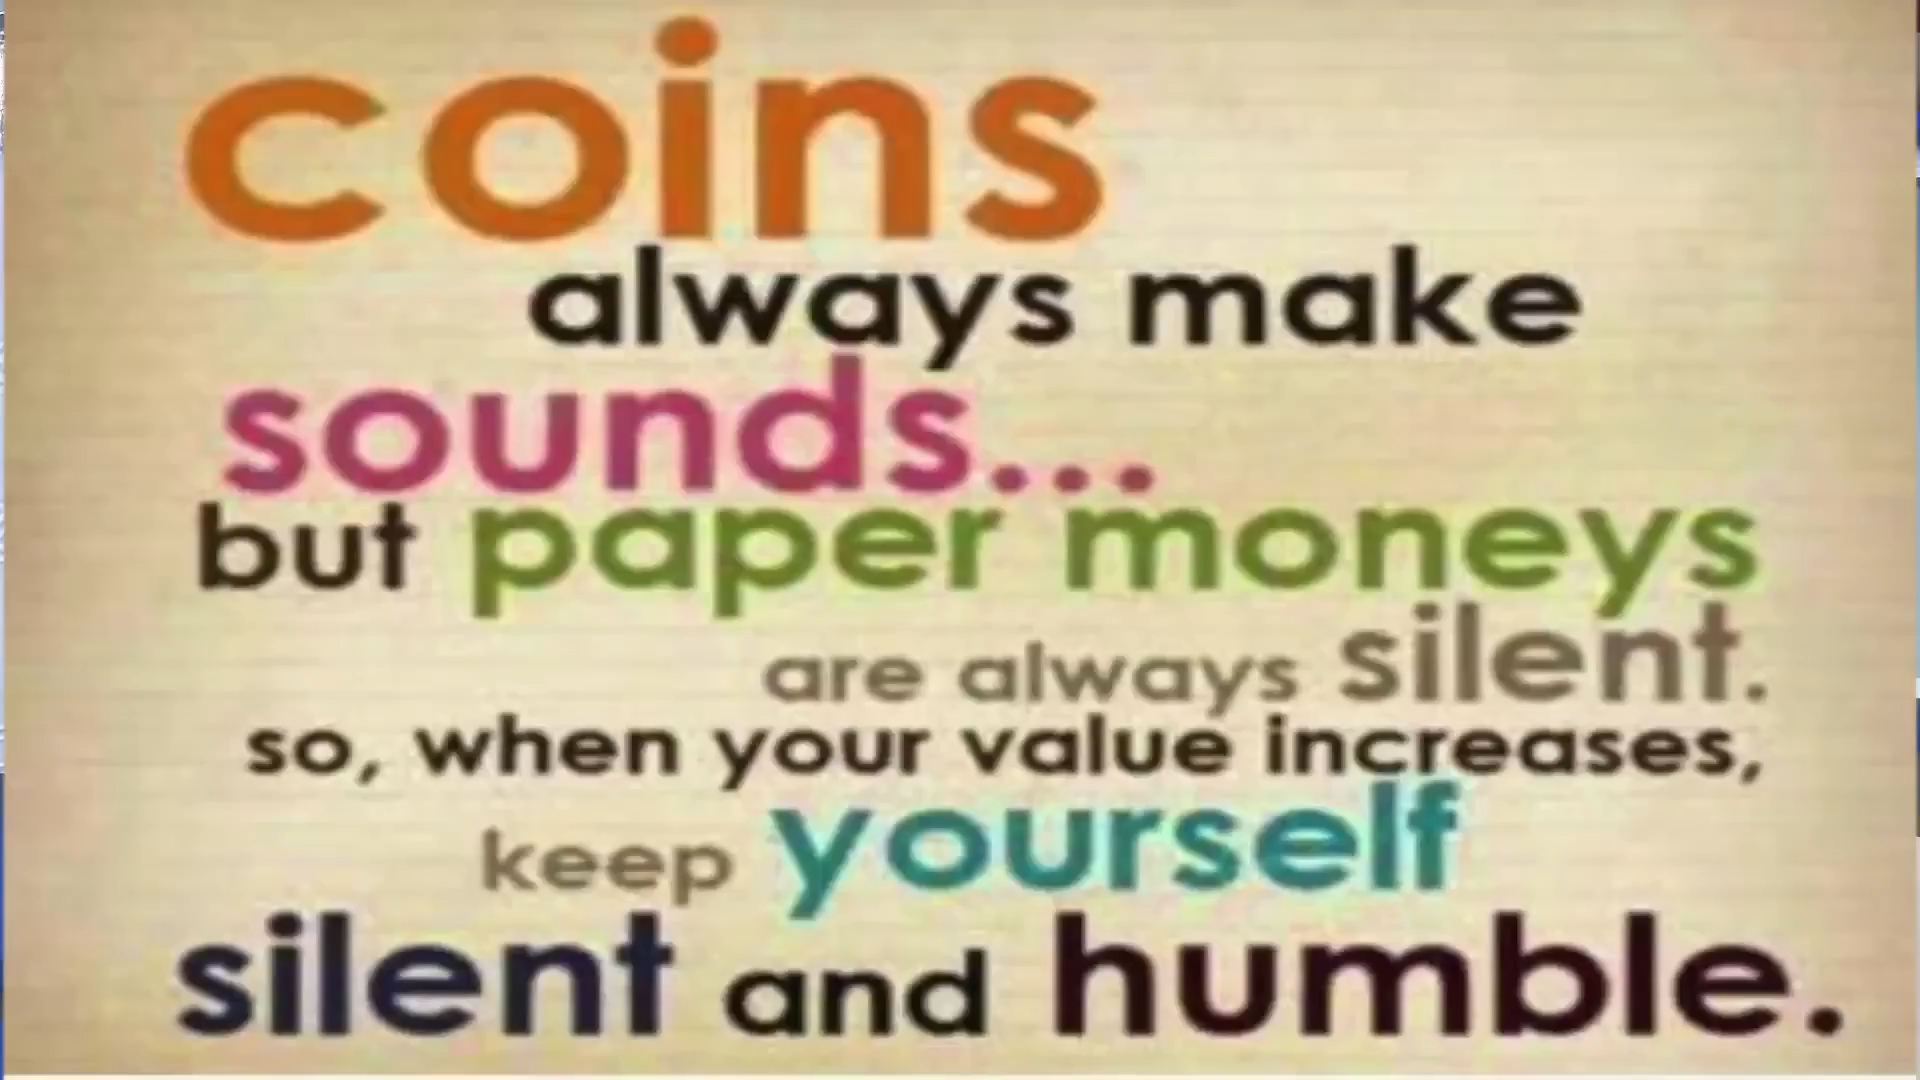 coins
always make
sounds...
but paper moneys
are always silent.
so, when your value increases,
keep yourself
silent and humble.